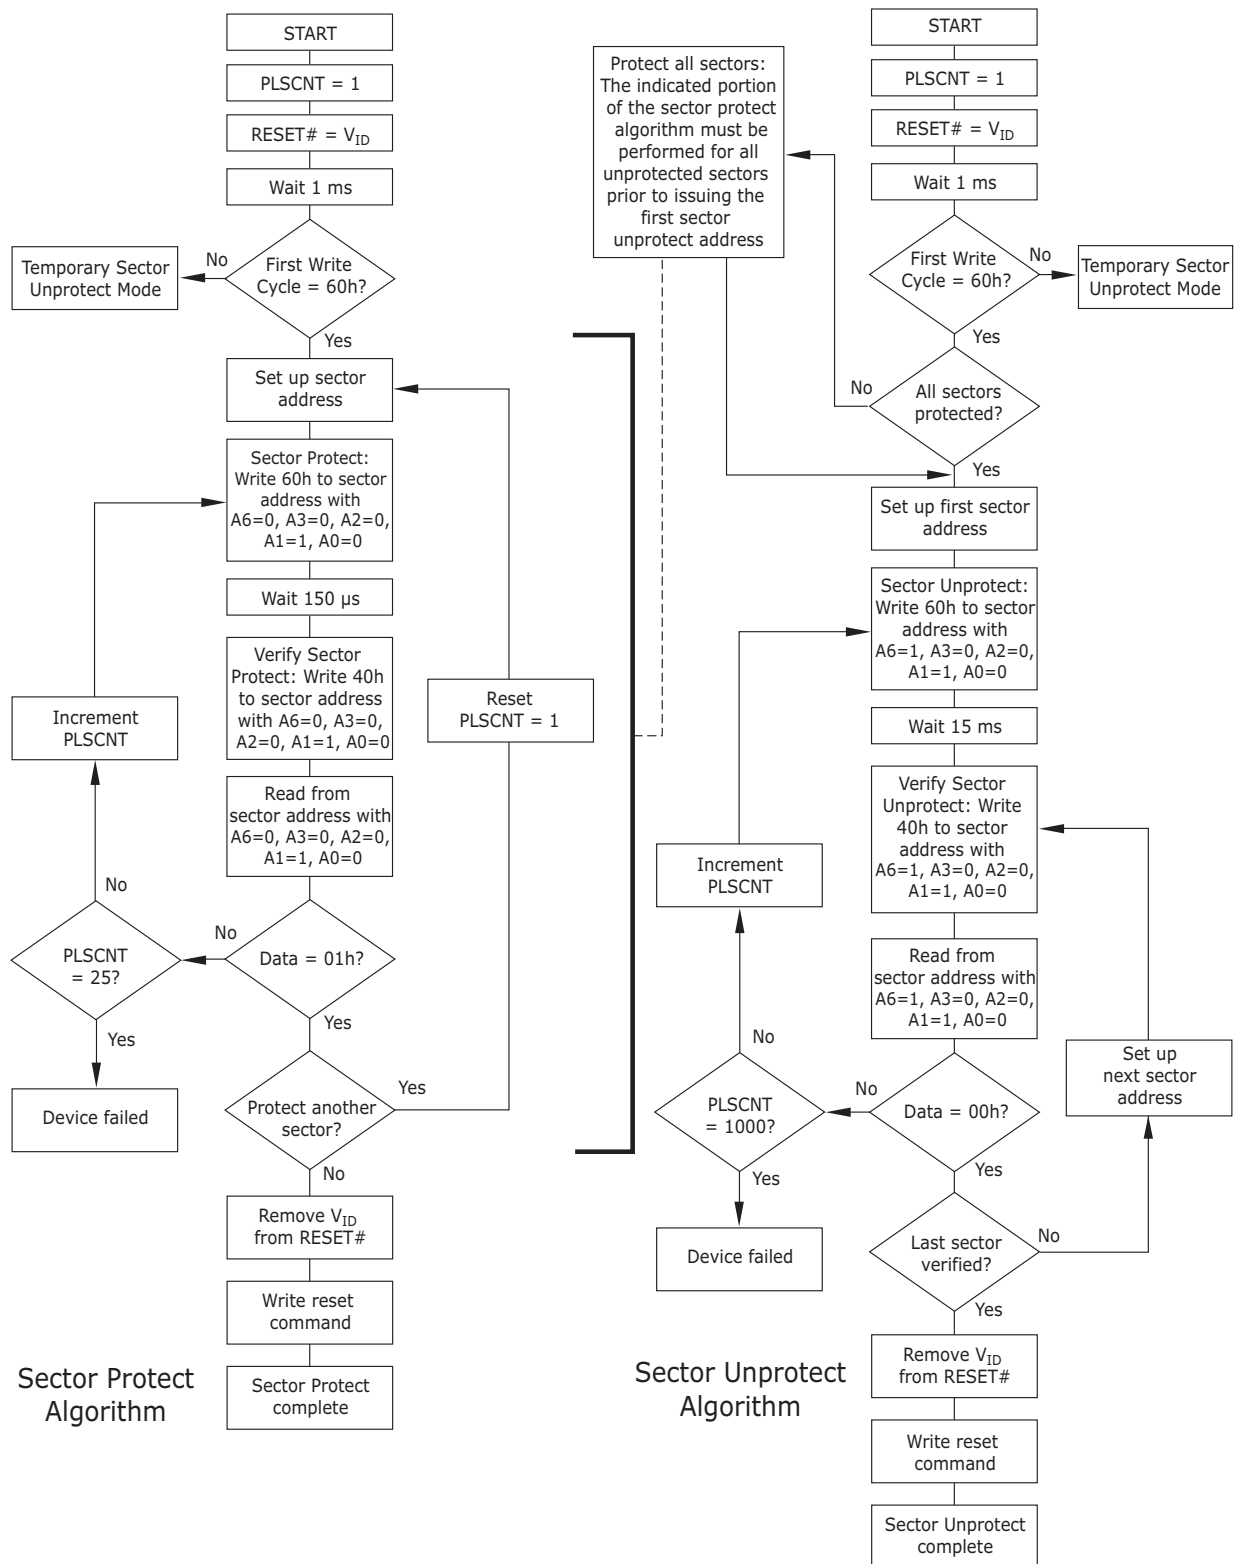 START
PLSCNT = 1
RESET# = VID
Wait 1 ms
First Write
Cycle = 60h?
No
Temporary Sector
Unprotect Mode
Yes
Set up sector
address
Sector Protect:
Write 60h to sector
address with
A6=0, A3=0, A2=0,
A1=1, A0=0
Wait 150 µs
Verify Sector
Protect: Write 40h
to sector address
with A6=0, A3=0,
A2=0, A1=1, A0=0
Reset
PLSCNT = 1
Increment
PLSCNT
Read from
sector address with
A6=0, A3=0, A2=0,
A1=1, A0=0
No
No
PLSCNT
= 25?
Data = 01h?
Yes
Yes
Device failed
Protect another
sector?
Yes
No
Remove VID
from RESET#
Write reset
command
Sector Protect
complete
Sector Protect
Algorithm
Protect all sectors:
The indicated portion
of the sector protect
algorithm must be
performed for all
unprotected sectors
prior to issuing the
first sector
unprotect address
START
PLSCNT = 1
RESET# = VID
Wait 1 ms
First Write
Cycle = 60h?
No
Temporary Sector
Unprotect Mode
Yes
No
All sectors
protected?
Yes
Set up first sector
address
Sector Unprotect:
Write 60h to sector
address with
A6=1, A3=0, A2=0,
A1=1, A0=0
Wait 15 ms
Verify Sector
Unprotect: Write
40h to sector
address with
A6=1, A3=0, A2=0,
A1=1, A0=0
Increment
PLSCNT
Read from
sector address with
A6=1, A3=0, A2=0,
A1=1, A0=0
No
No
PLSCNT
= 1000?
Data = 00h?
Set up
next sector
address
Yes
Yes
Device failed
Last sector
verified?
No
Yes
Remove VID
from RESET#
Write reset
command
Sector Unprotect
complete
Sector Unprotect
Algorithm